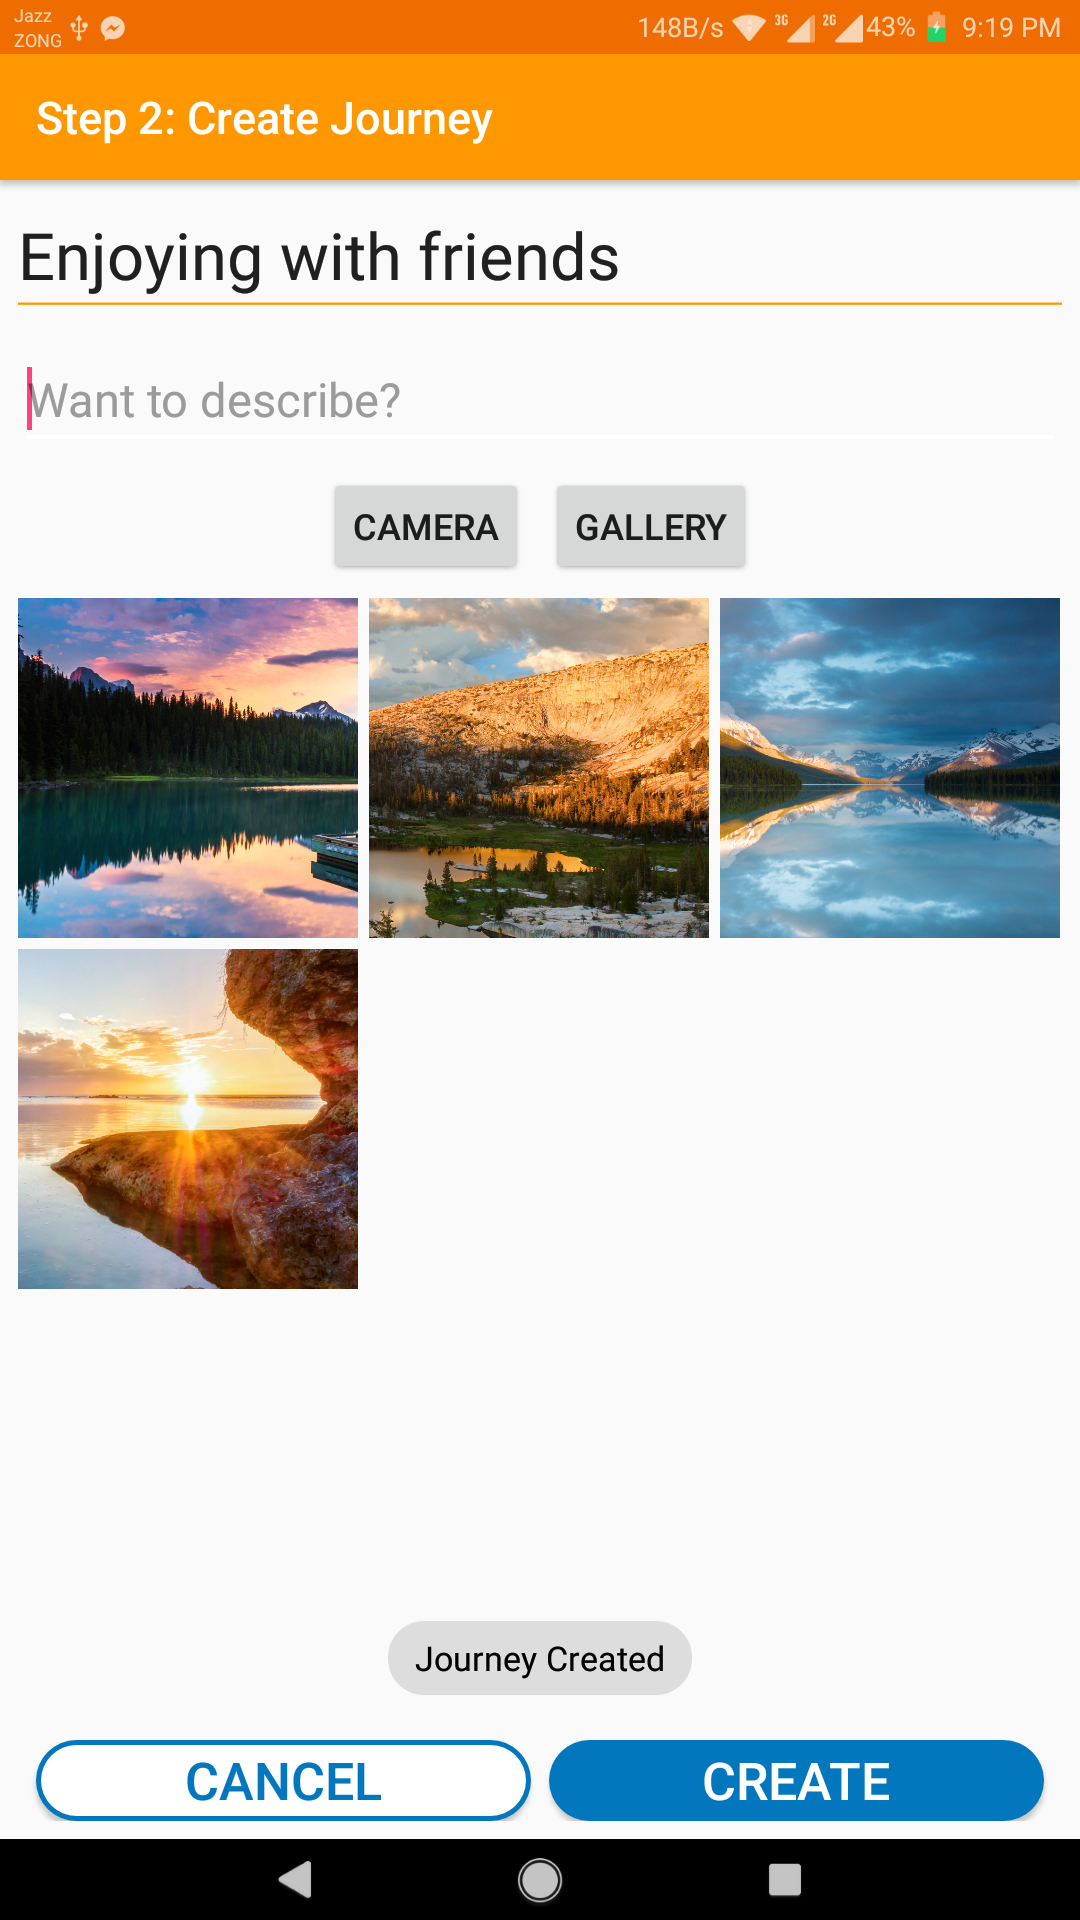 Jazz
ZONG
148B/s 3G 2G 43% 9:19 PM
Step 2: Create Journey
Enjoying with friends
Want to describe?
CAMERA GALLERY
Journey Created
CANCEL CREATE